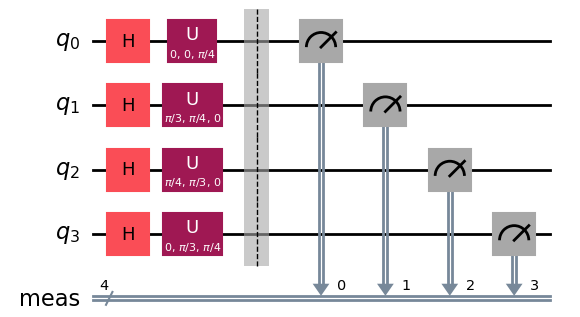 q0 H U 0, 0, π/4
q1 H U π/3, π/4, 0
q2 H U π/4, π/3, 0
q3 H U 0, π/3, π/4
meas 4 0 1 2 3